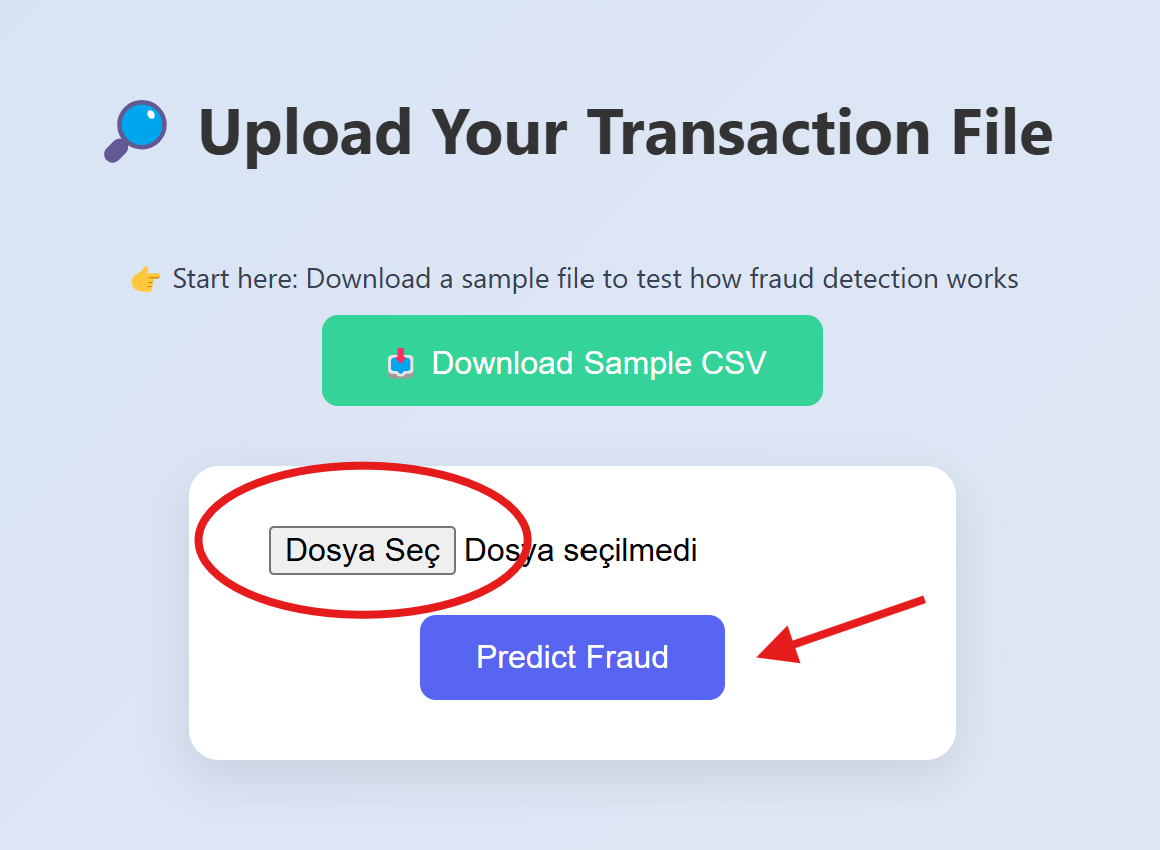 Upload Your Transaction File
Start here: Download a sample file to test how fraud detection works
Download Sample CSV
Dosya Seç Dosya seçilmedi
Predict Fraud